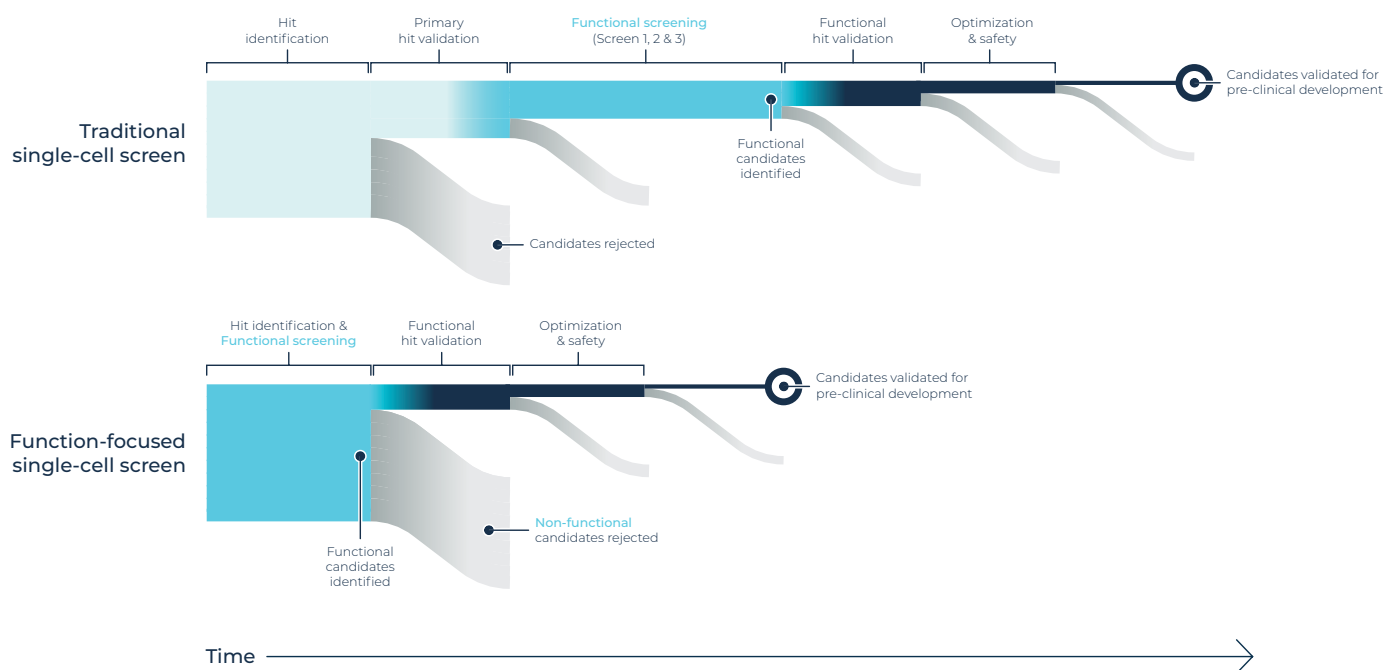 Hit
identification
Primary
hit validation
Functional screening
(Screen 1, 2 & 3)
Functional
hit validation
Optimization
& safety
Candidates validated for
pre-clinical development
Traditional
single-cell screen
Functional
candidates
identified
Candidates rejected
Hit identification &
Functional screening
Functional
hit validation
Optimization
& safety
Candidates validated for
pre-clinical development
Function-focused
single-cell screen
Non-functional
candidates rejected
Functional
candidates
identified
Time